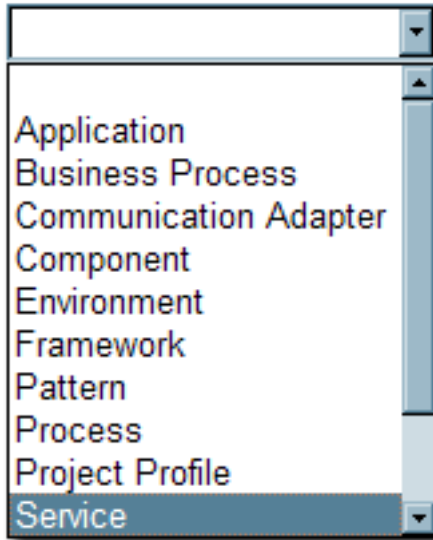 Application
Business Process
Communication Adapter
Component
Environment
Framework
Pattern
Process
Project Profile
Service